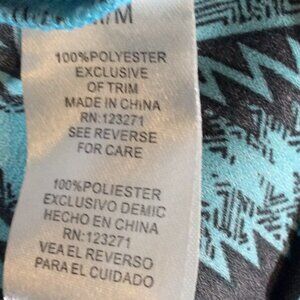 /M
100%POLYESTER
EXCLUSIVE
OF TRIM
MADE IN CHINA
RN:123271
SEE REVERSE
FOR CARE
100%POLIESTER
EXCLUSIVO DEMIC
HECHO EN CHINA
RN:123271
VEA EL REVERSO
PARA EL CUIDADO